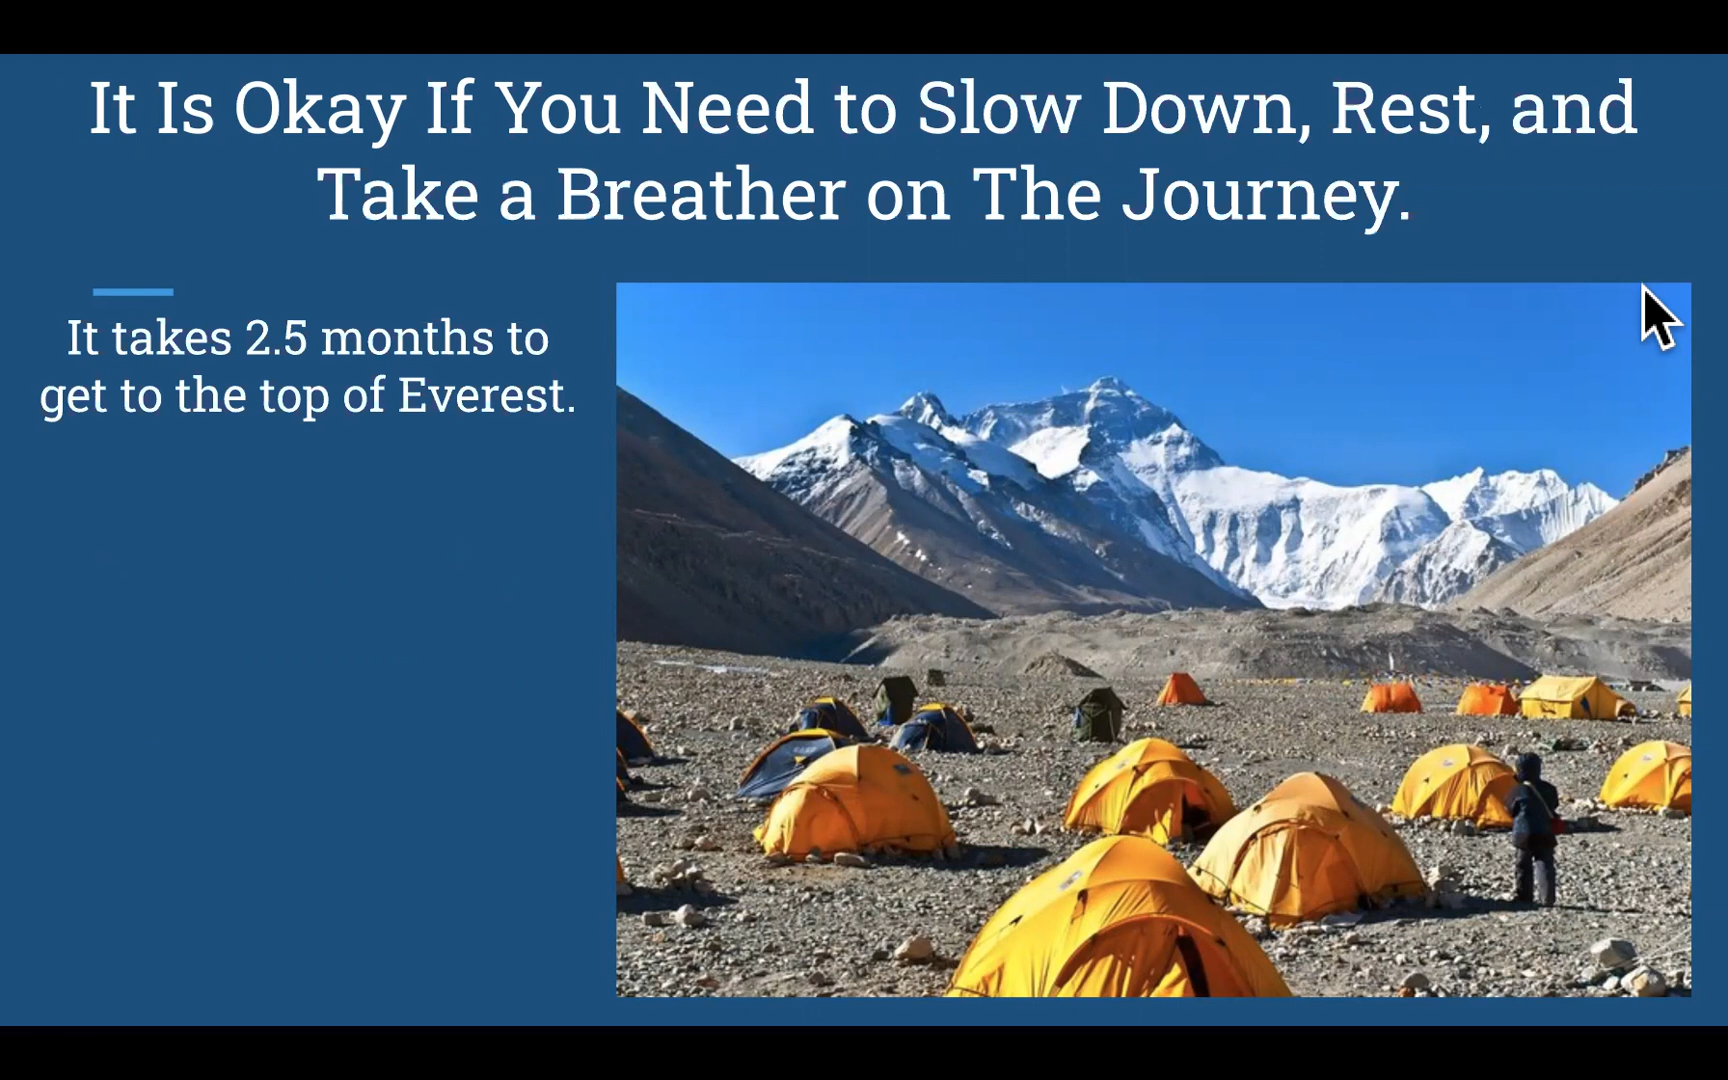 It Is Okay If You Need to Slow Down, Rest, and
Take a Breather on The Journey.
It takes 2.5 months to
get to the top of Everest.